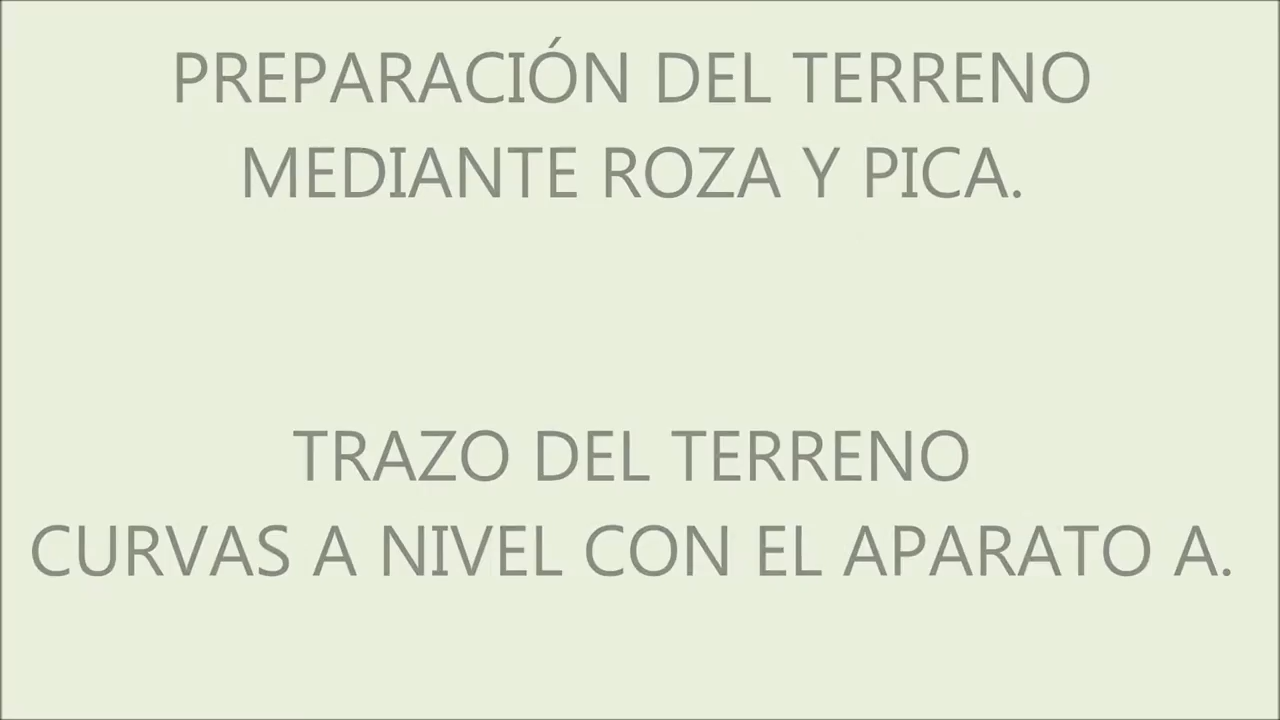 PREPARACIÓN DEL TERRENO
MEDIANTE ROZA Y PICA.
TRAZO DEL TERRENO
CURVAS A NIVEL CON EL APARATO A.